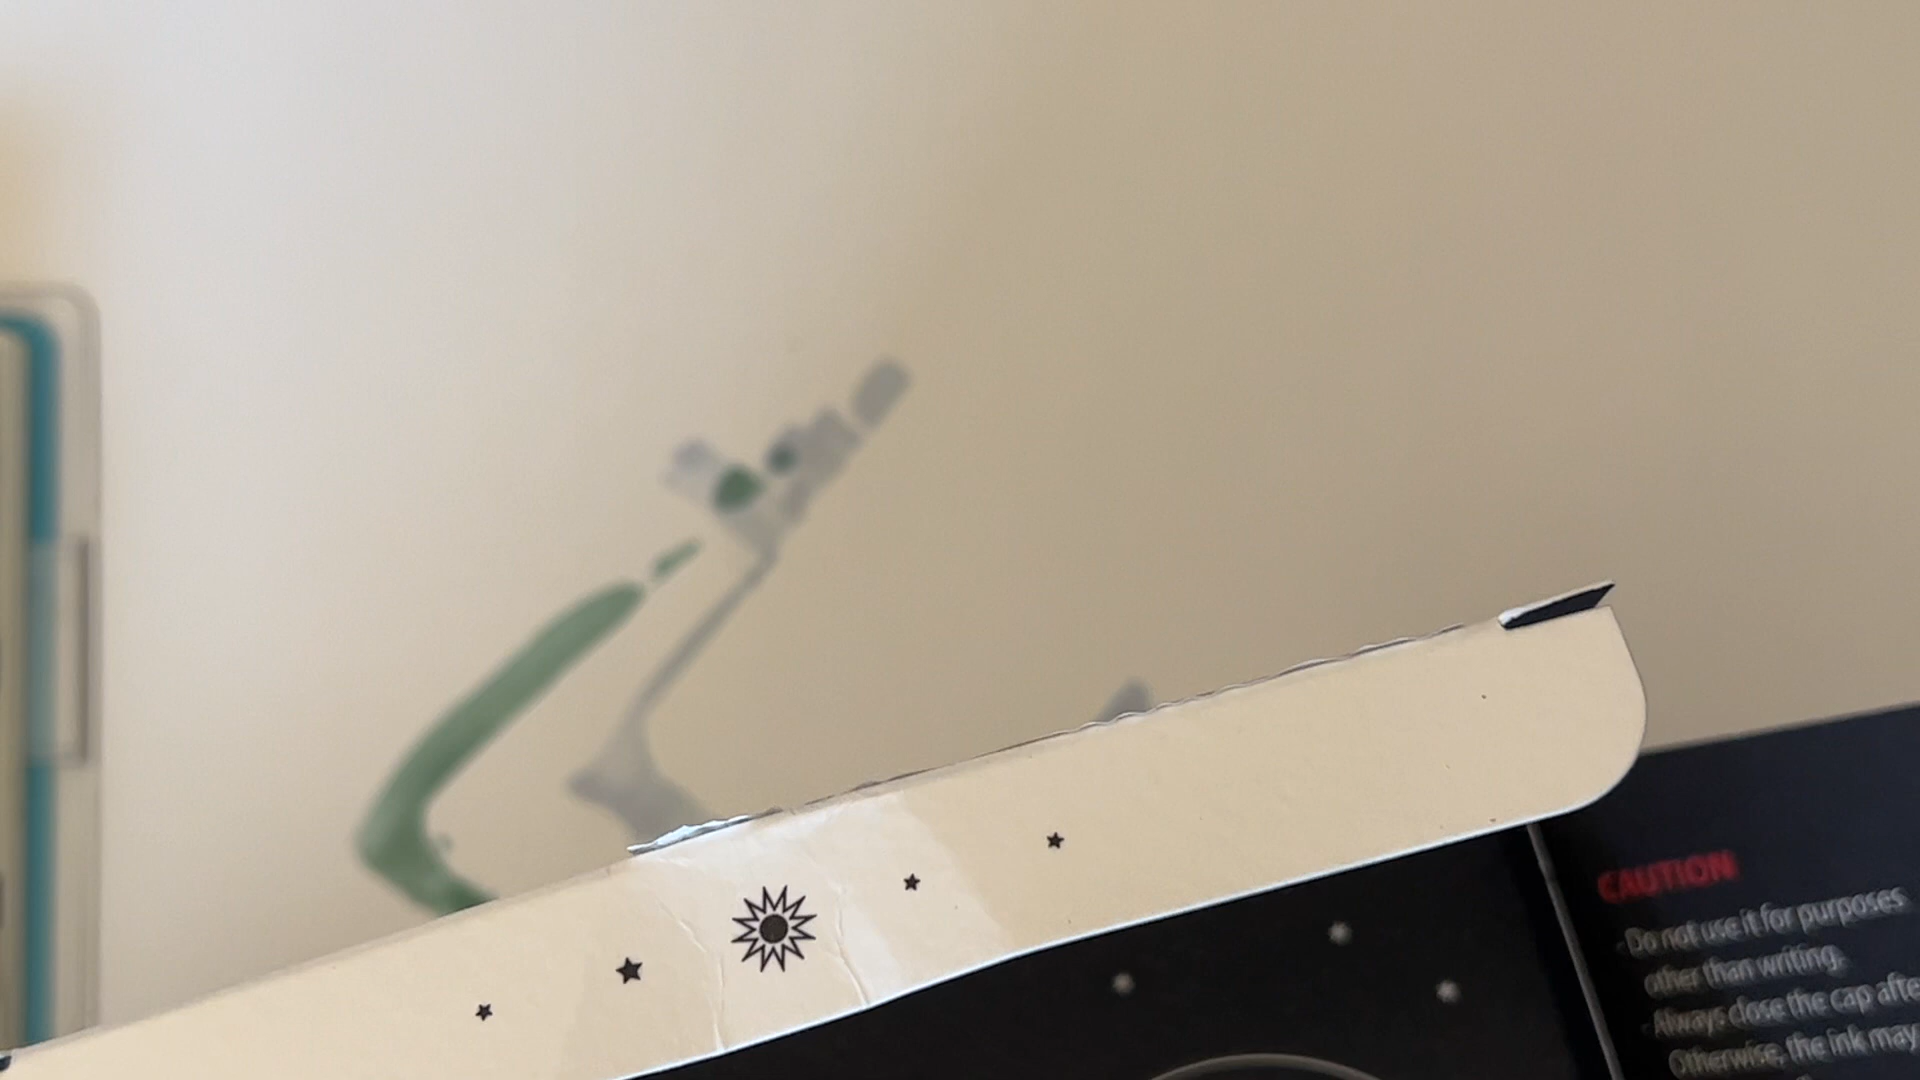 CAUTION
- Do not use it for purposes
other than writing.
- Always close the cap afte
Otherwise, the ink may